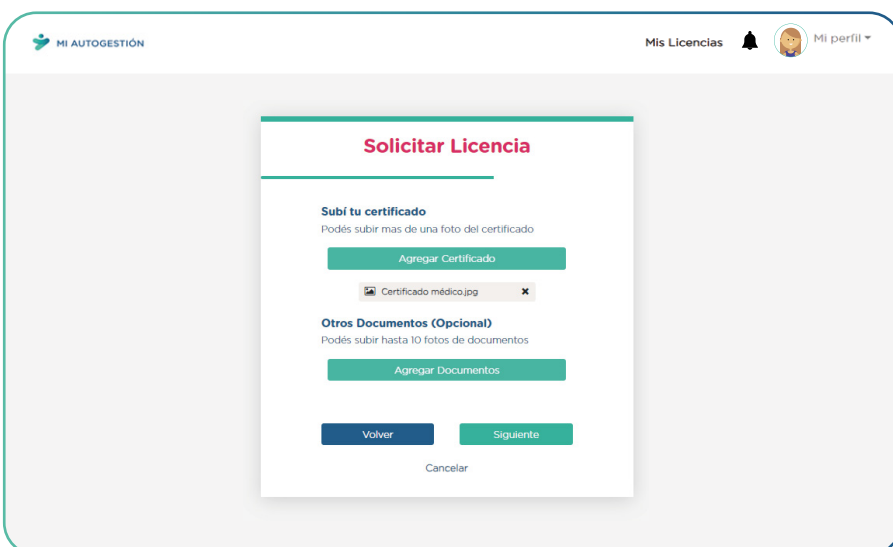 MI AUTOGESTIÓN
Mis Licencias
Mi perfil
Solicitar Licencia
Subí tu certificado
Podés subir mas de una foto del certificado
Agregar Certificado
Certificado médico.jpg
Otros Documentos (Opcional)
Podés subir hasta 10 fotos de documentos
Agregar Documentos
Volver
Siguiente
Cancelar